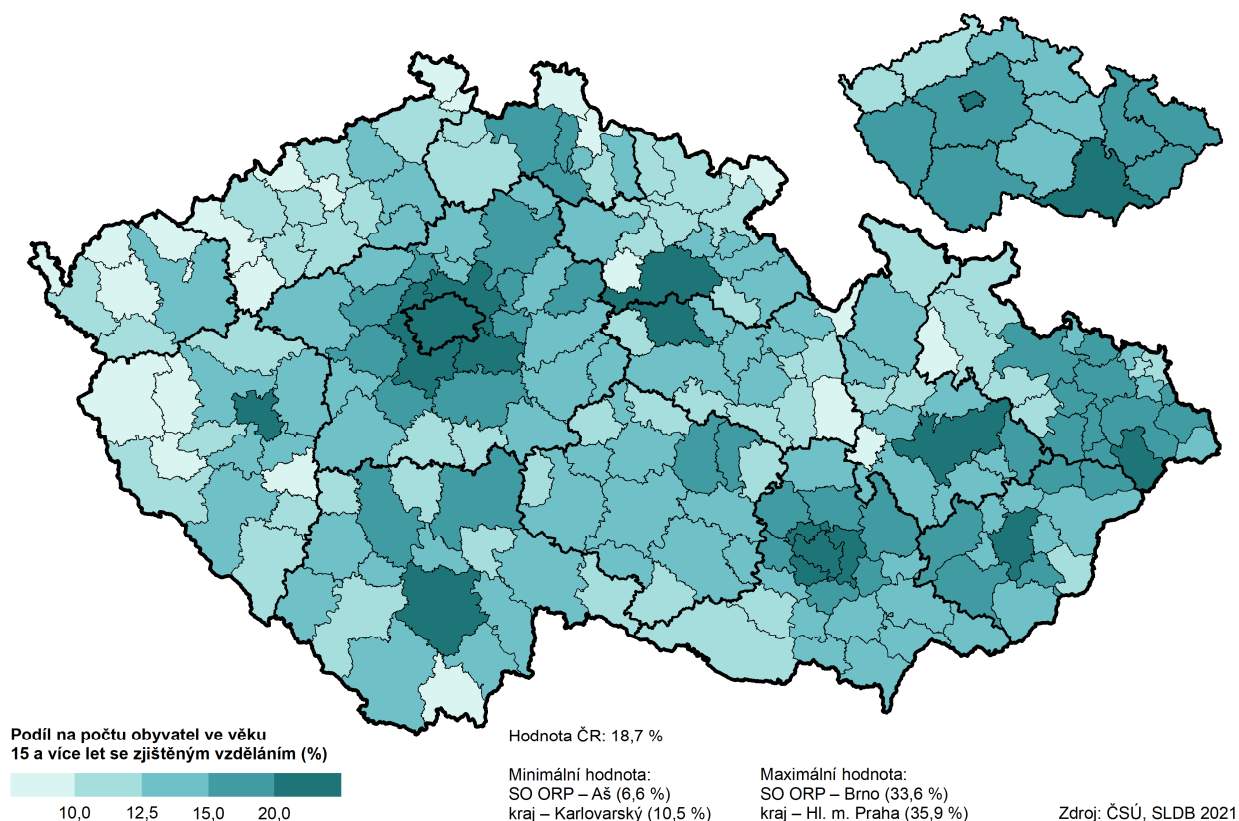 Podíl na počtu obyvatel ve věku
15 a více let se zjištěným vzděláním (%)
10,0 12,5 15,0 20,0
Hodnota ČR: 18,7 %
Minimální hodnota:
SO ORP – Aš (6,6 %)
kraj – Karlovarský (10,5 %)
Maximální hodnota:
SO ORP – Brno (33,6 %)
kraj – Hl. m. Praha (35,9 %)
Zdroj: ČSÚ, SLDB 2021